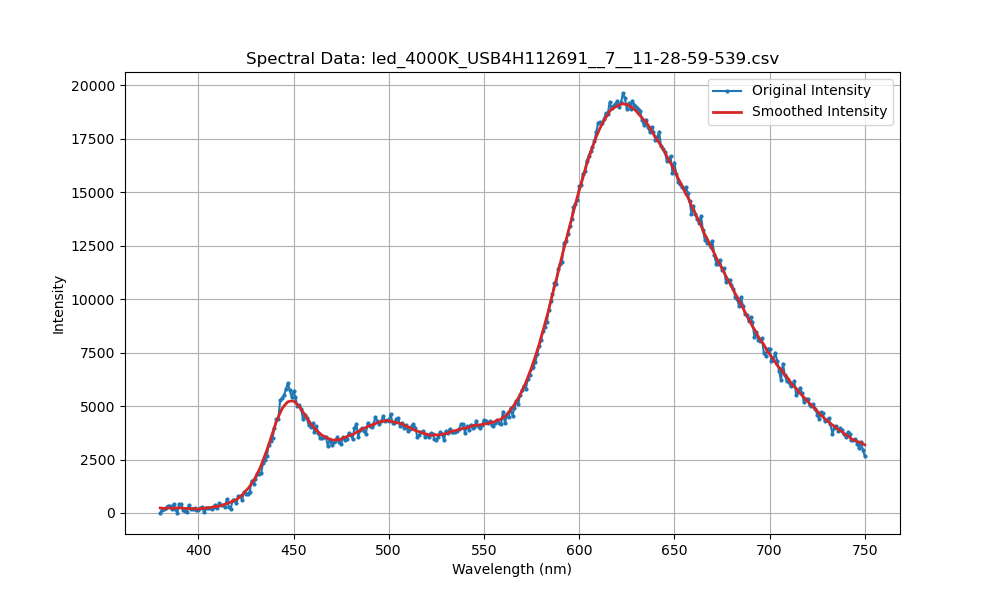 Spectral Data: led_4000K_USB4H112691__7__11-28-59-539.csv
Original Intensity
Smoothed Intensity
Intensity
20000
17500
15000
12500
10000
7500
5000
2500
0
400 450 500 550 600 650 700 750
Wavelength (nm)